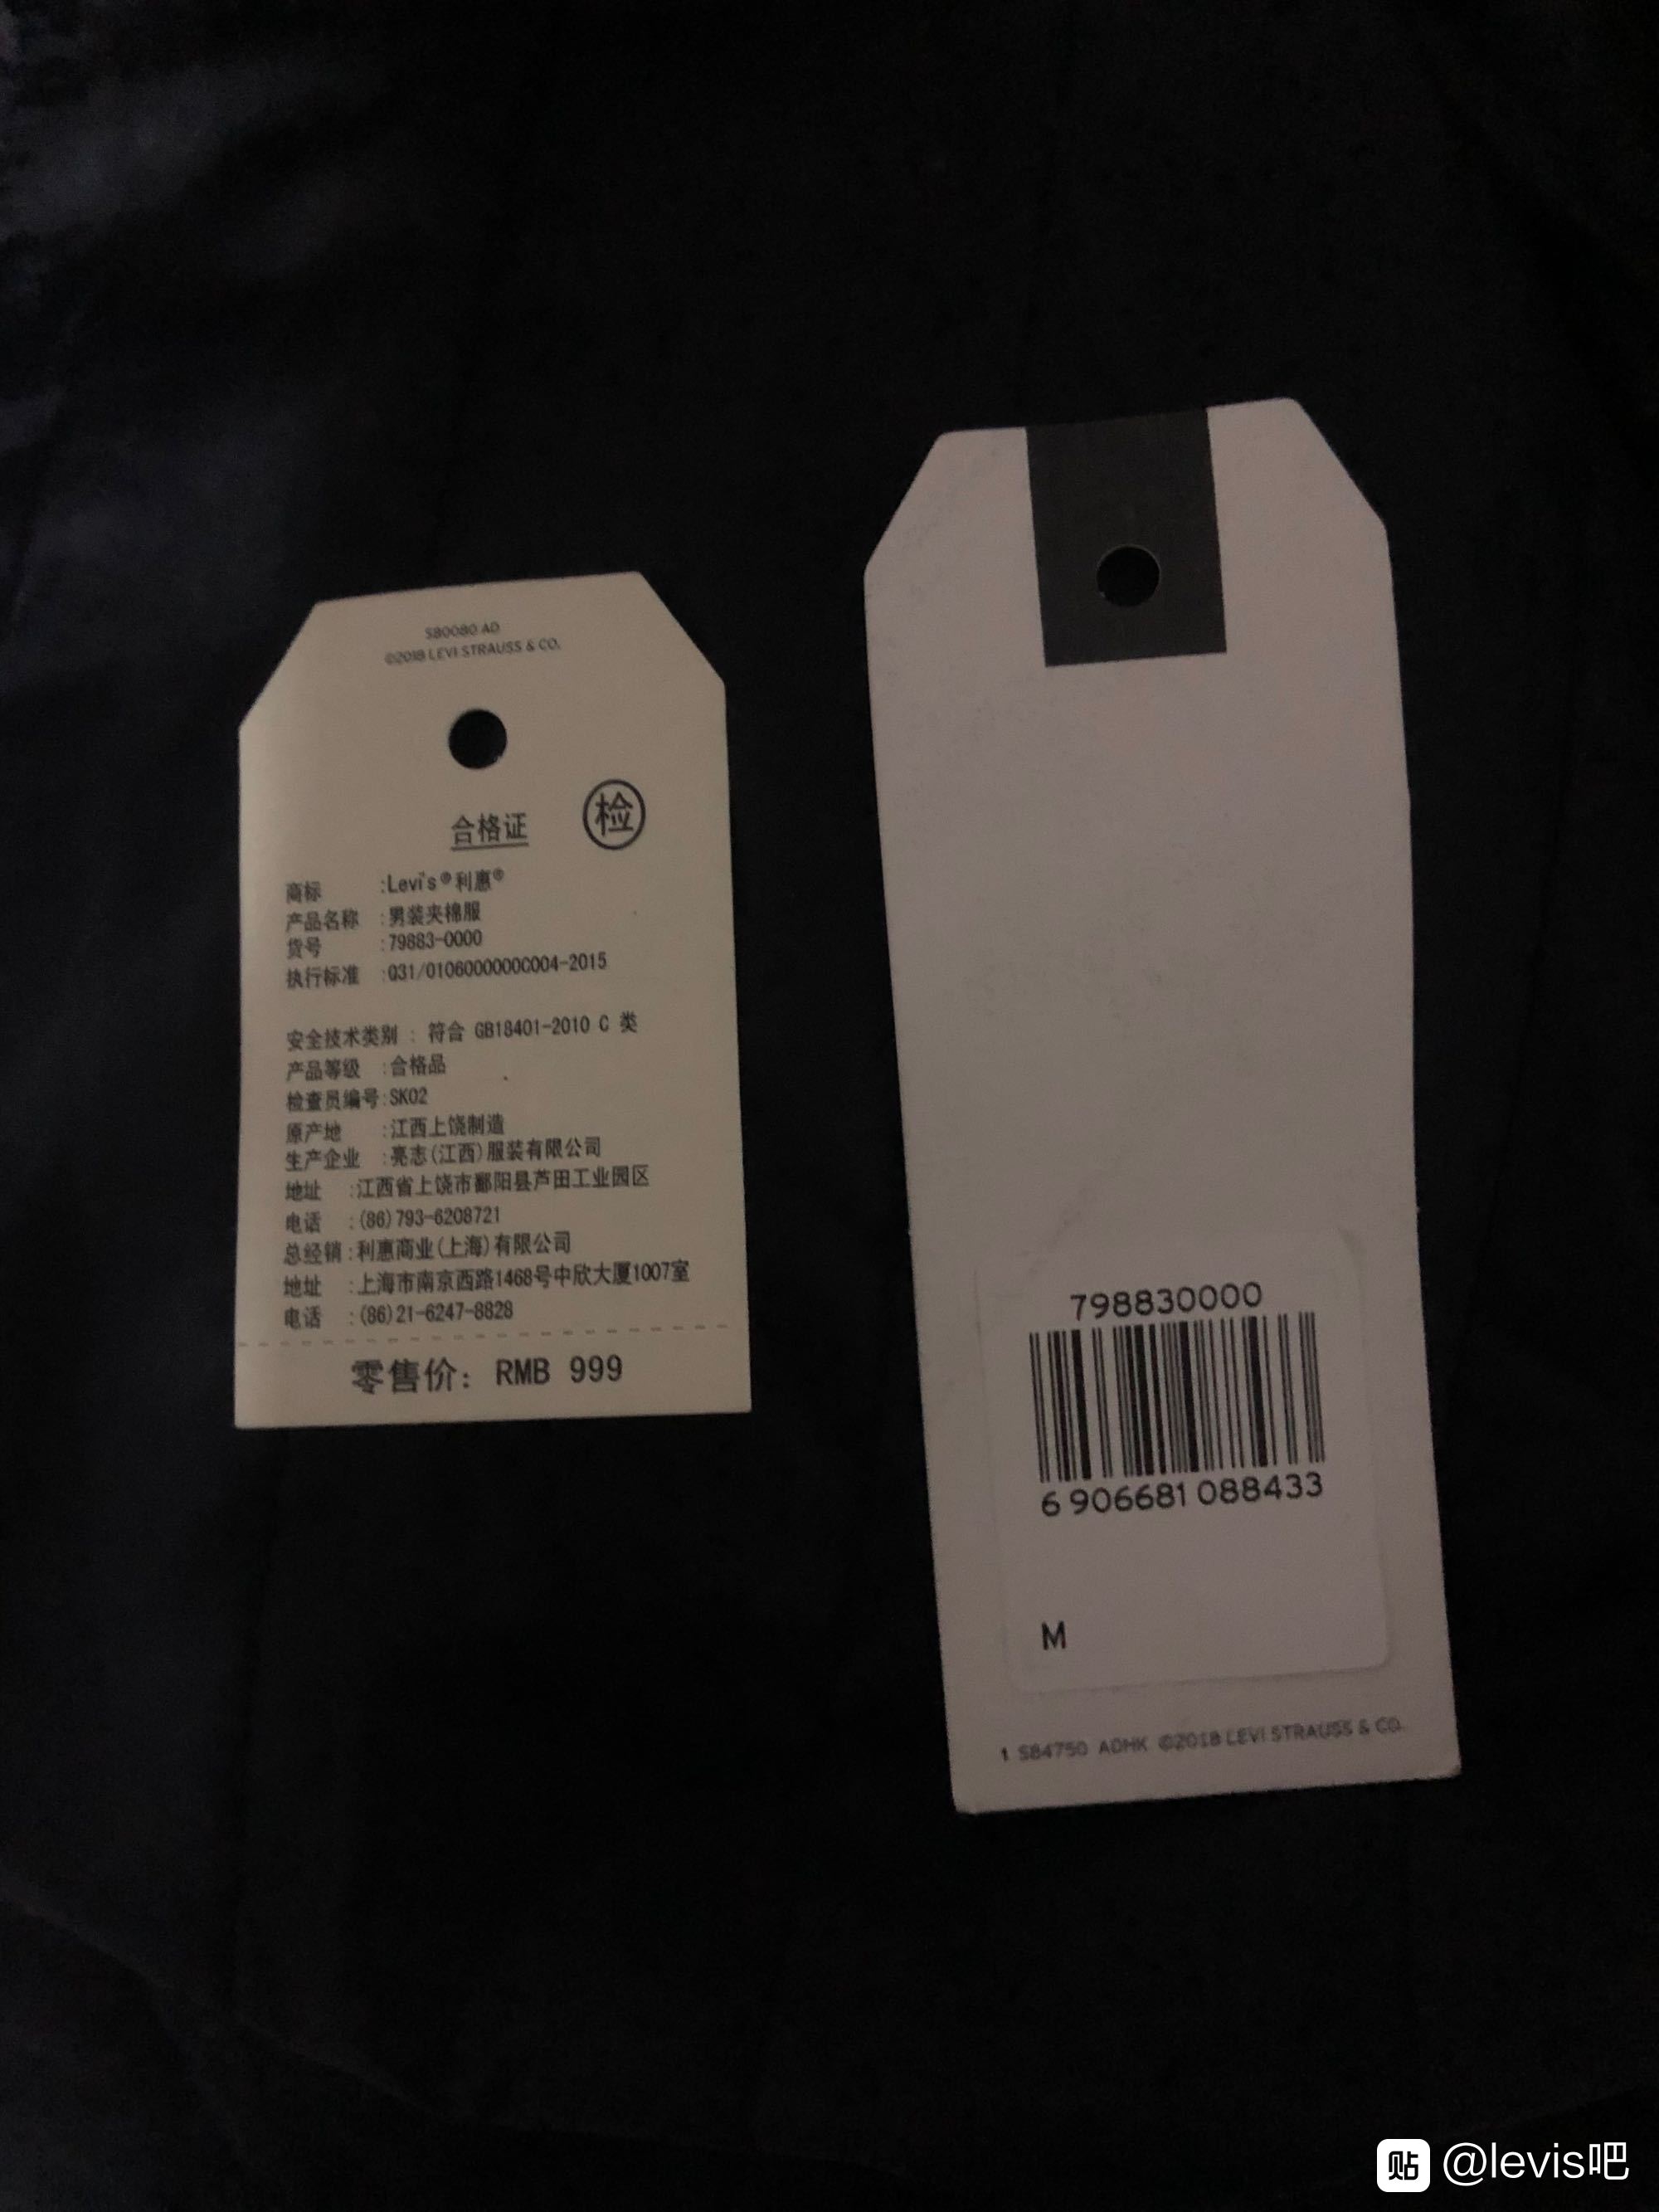 S80080 AD
©2018 LEVI STRAUSS & CO.
合格证 检
商标 :Levi's®利惠®
产品名称 :男装夹棉服
货号 :79883-0000
执行标准 :Q31/0106000000C004-2015
安全技术类别 : 符合 GB18401-2010 C 类
产品等级 :合格品
检查员编号:SK02
原产地 :江西上饶制造
生产企业 :亮志(江西)服装有限公司
地址 :江西省上饶市鄱阳县芦田工业园区
电话 :(86)793-6208721
总经销:利惠商业(上海)有限公司
地址 :上海市南京西路1468号中欣大厦1007室
电话 :(86)21-6247-8828
零售价: RMB 999
798830000
6 906681 088433
M
1 S84750 ADHK ©2018 LEVI STRAUSS & CO.
贴 @levis吧